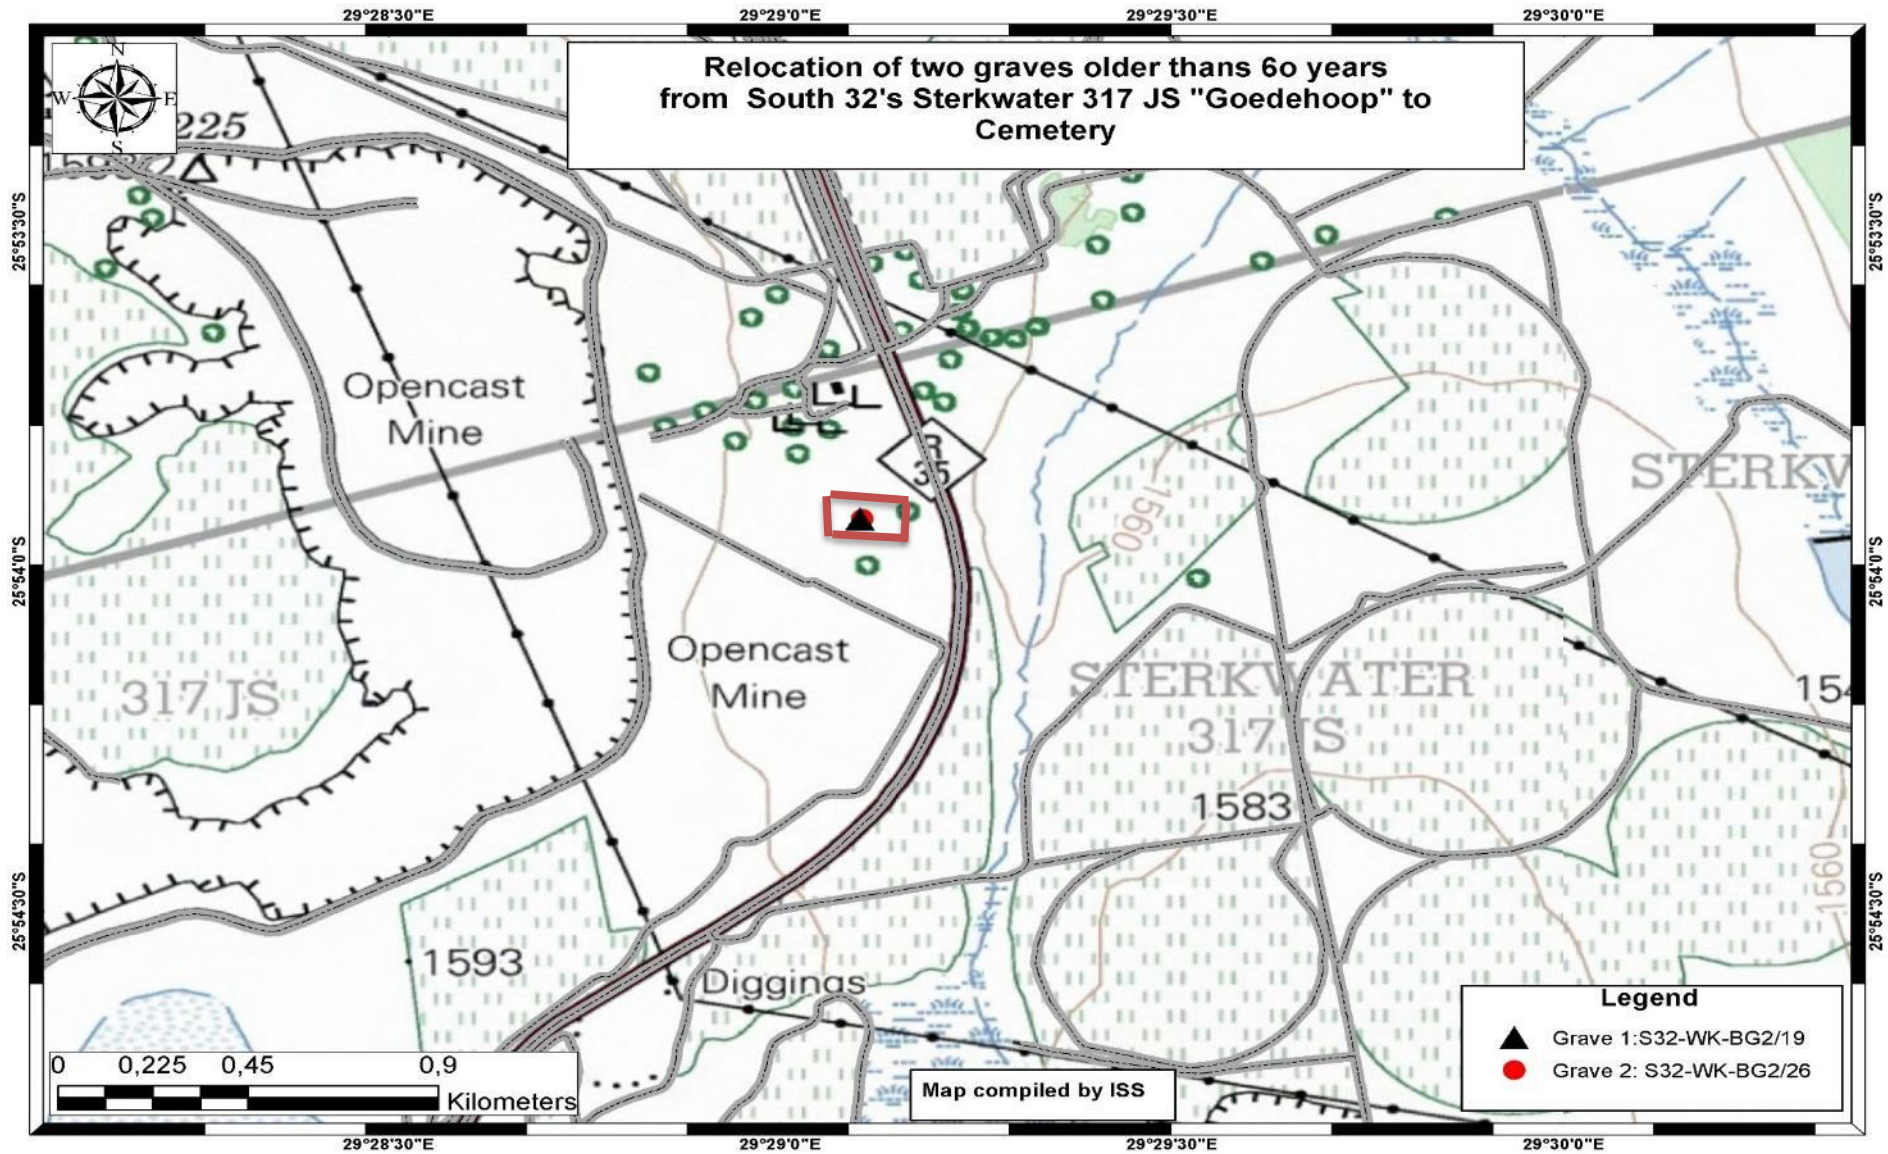 29°28'30"E 29°29'0"E 29°29'30"E 29°30'0"E
N
W E
S
225
Relocation of two graves older thans 6o years
from South 32's Sterkwater 317 JS "Goedehoop" to
Cemetery
25°53'30"S
25°53'30"S
Opencast
Mine
R
35
STERKW
1560
25°54'0"S
25°54'0"S
Opencast
Mine
317 JS
STERKWATER
317 JS
154
1583
1560
25°54'30"S
25°54'30"S
1593
Diggings
Legend
Grave 1:S32-WK-BG2/19
Grave 2: S32-WK-BG2/26
0 0,225 0,45 0,9
Kilometers
Map compiled by ISS
29°28'30"E 29°29'0"E 29°29'30"E 29°30'0"E